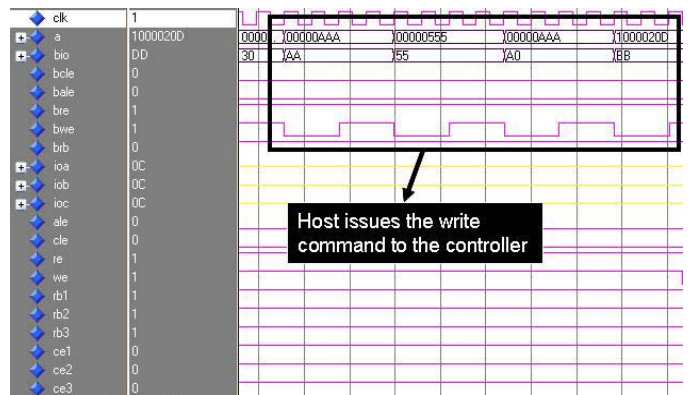 clk 1
a 1000020D 0000... 00000AAA 00000555 00000AAA 1000020D
bio DD 30 AA 55 A0 BB
bcle 0
bale 0
bre 1
bwe 1
brb 0
ioa 0C
iob 0C
ioc 0C
ale 0
cle 0
re 1
we 1
rb1 1
rb2 1
rb3 1
ce1 0
ce2 0
ce3 0
Host issues the write
command to the controller